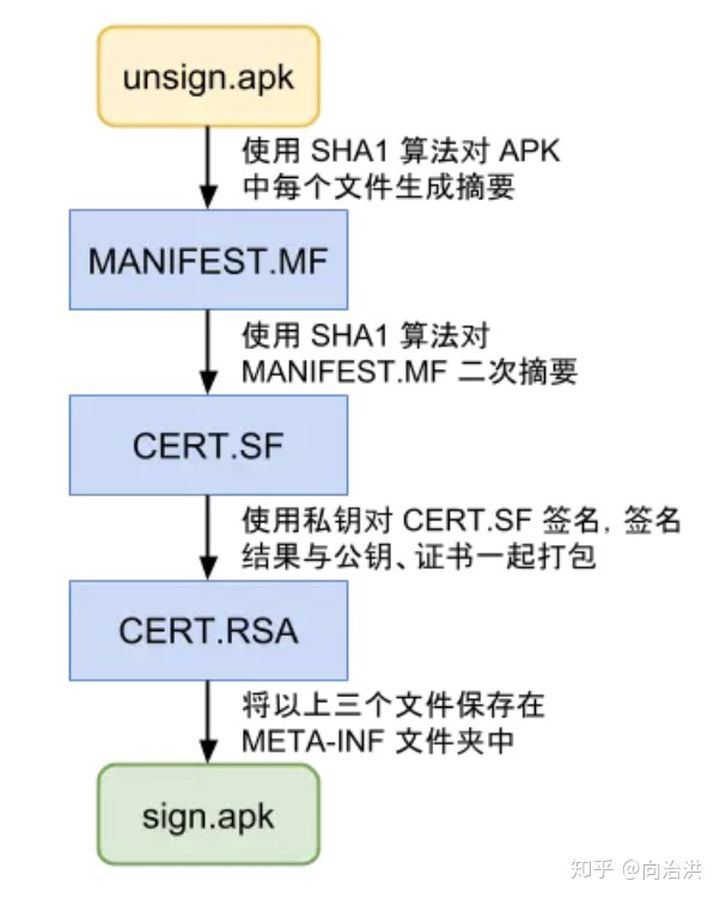 unsign.apk
使用 SHA1 算法对 APK
中每个文件生成摘要
MANIFEST.MF
使用 SHA1 算法对
MANIFEST.MF 二次摘要
CERT.SF
使用私钥对 CERT.SF 签名，签名
结果与公钥、证书一起打包
CERT.RSA
将以上三个文件保存在
META-INF 文件夹中
sign.apk
知乎 @向治洪